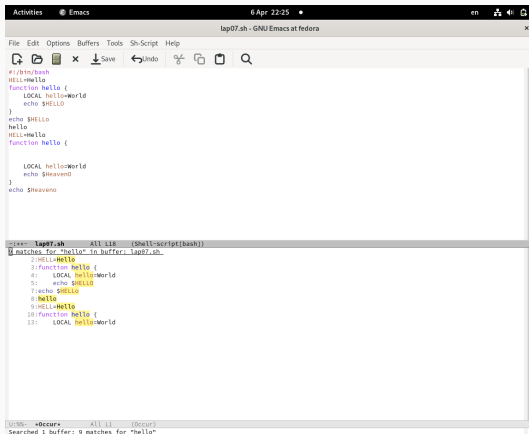 Activities Emacs 6 Apr 22:25 en
lap07.sh - GNU Emacs at fedora
File Edit Options Buffers Tools Sh-Script Help
Save Undo
#!/bin/bash
HELL=Hello
function hello {
    LOCAL hello=World
    echo $HELLO
}
echo $HELLo
hello
HELL=Hello
function hello {
    LOCAL hello=World
    echo $HeavenO
}
echo $Heaveno
-:**- lap07.sh All L18 (Shell-script[bash])
9 matches for "hello" in buffer: lap07.sh
2:HELL=Hello
3:function hello {
4:    LOCAL hello=World
5:    echo $HELLO
7:echo $HELLo
8:hello
9:HELL=Hello
10:function hello {
13:    LOCAL hello=World
U:%%- *Occur* All L1 (Occur)
Searched 1 buffer; 9 matches for "hello"